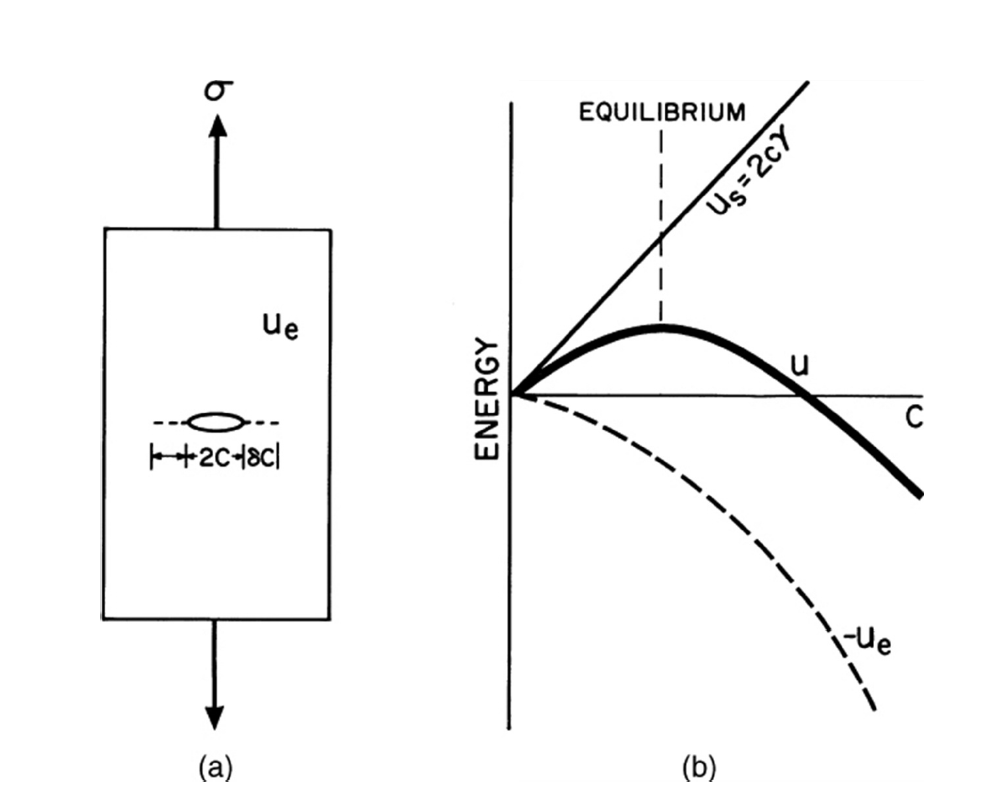 σ
uₑ
2C
δC
(a)
EQUILIBRIUM
uₛ=2cγ
ENERGY
u
C
-uₑ
(b)